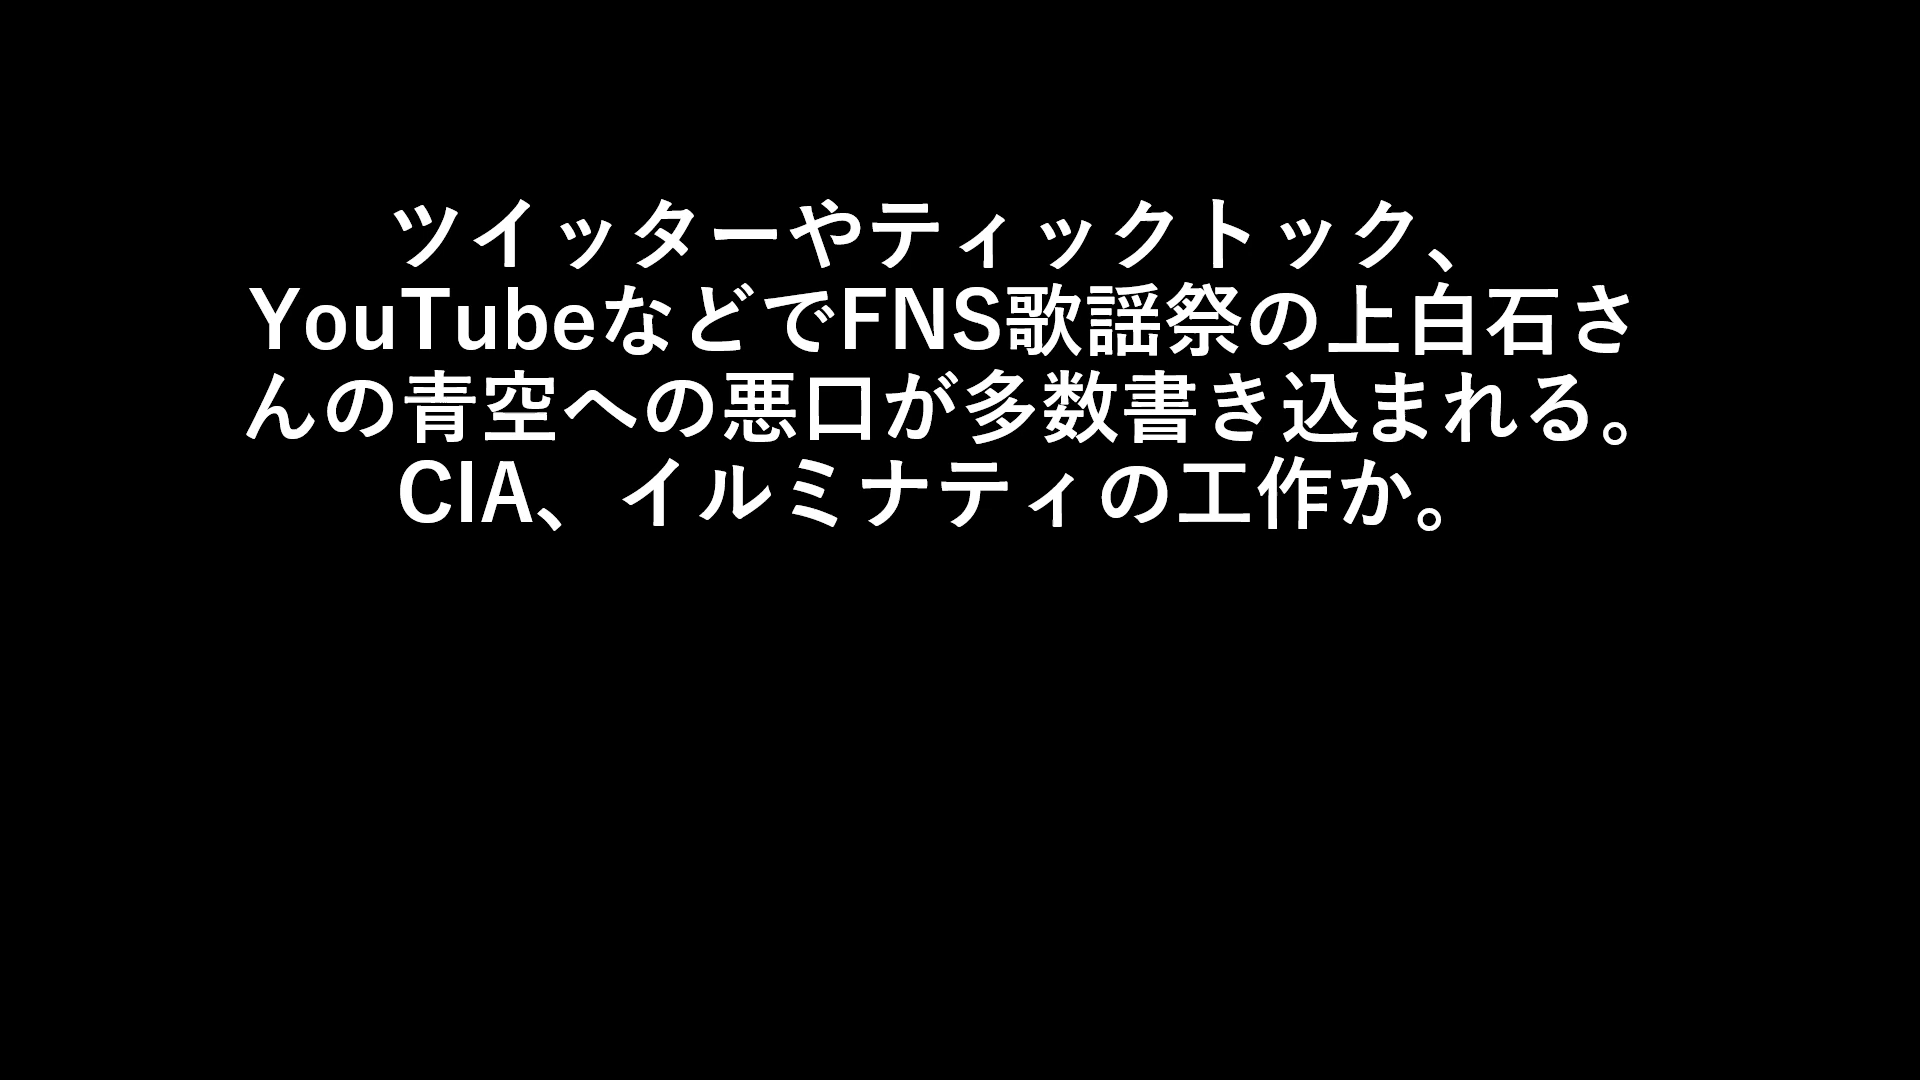 ツイッターやティックトック、
YouTubeなどでFNS歌謡祭の上白石さ
んの青空への悪口が多数書き込まれる。
CIA、イルミナティの工作か。